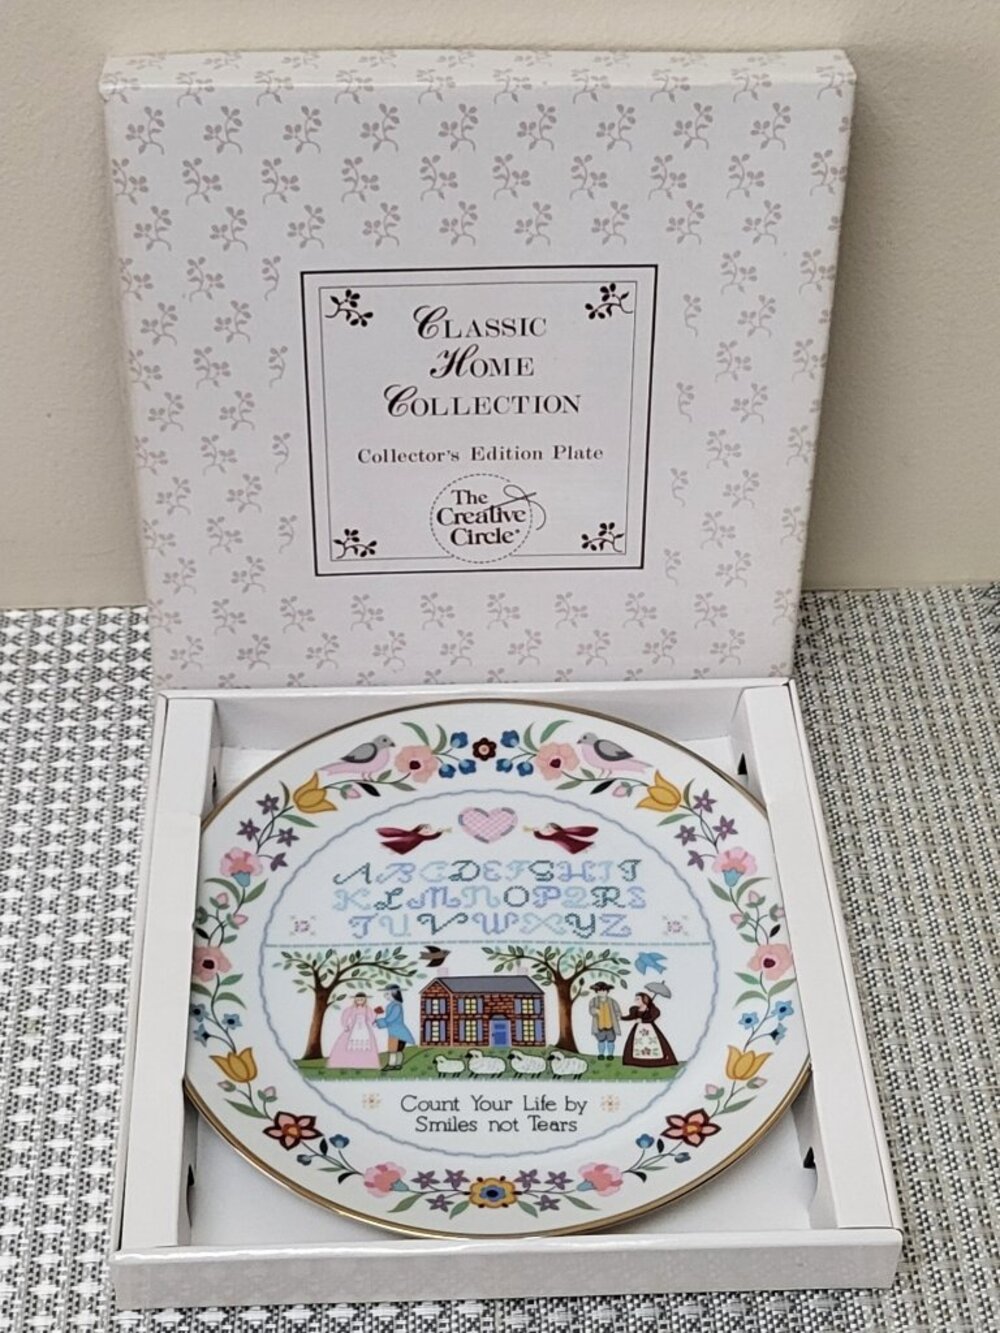 CLASSIC
HOME
COLLECTION
Collector's Edition Plate
The
Creative
Circle®
ABCDEFGHIJ
KLMNOPQRS
TUVWXYZ
Count Your Life by
Smiles not Tears